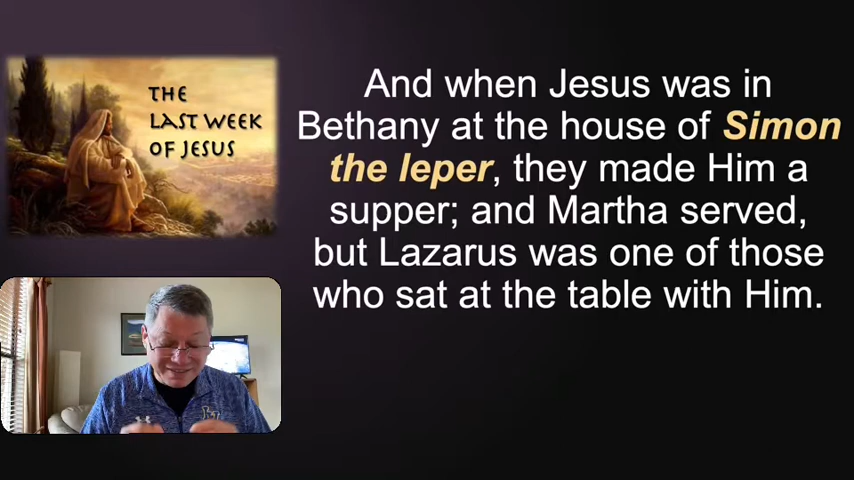 THE
LAST WEEK
OF JESUS
And when Jesus was in
Bethany at the house of Simon
the leper, they made Him a
supper; and Martha served,
but Lazarus was one of those
who sat at the table with Him.